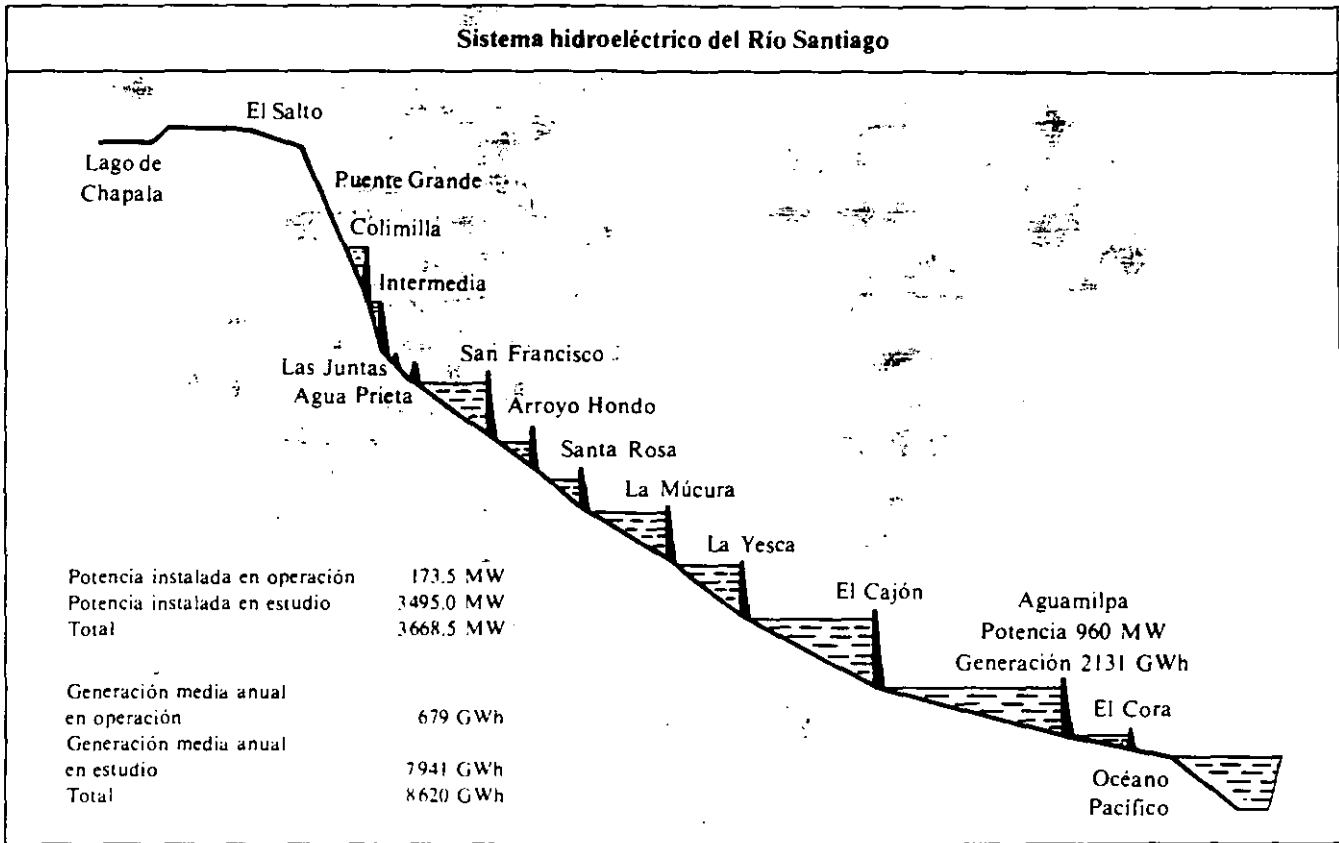 Sistema hidroeléctrico del Río Santiago
El Salto
Lago de
Chapala
Puente Grande
Colimilla
Intermedia
Las Juntas
Agua Prieta
San Francisco
Arroyo Hondo
Santa Rosa
La Múcura
La Yesca
El Cajón
Aguamilpa
Potencia 960 MW
Generación 2131 GWh
El Cora
Océano
Pacífico
Potencia instalada en operación 173.5 MW
Potencia instalada en estudio 3495.0 MW
Total 3668.5 MW
Generación media anual
en operación 679 GWh
Generación media anual
en estudio 7941 GWh
Total 8620 GWh